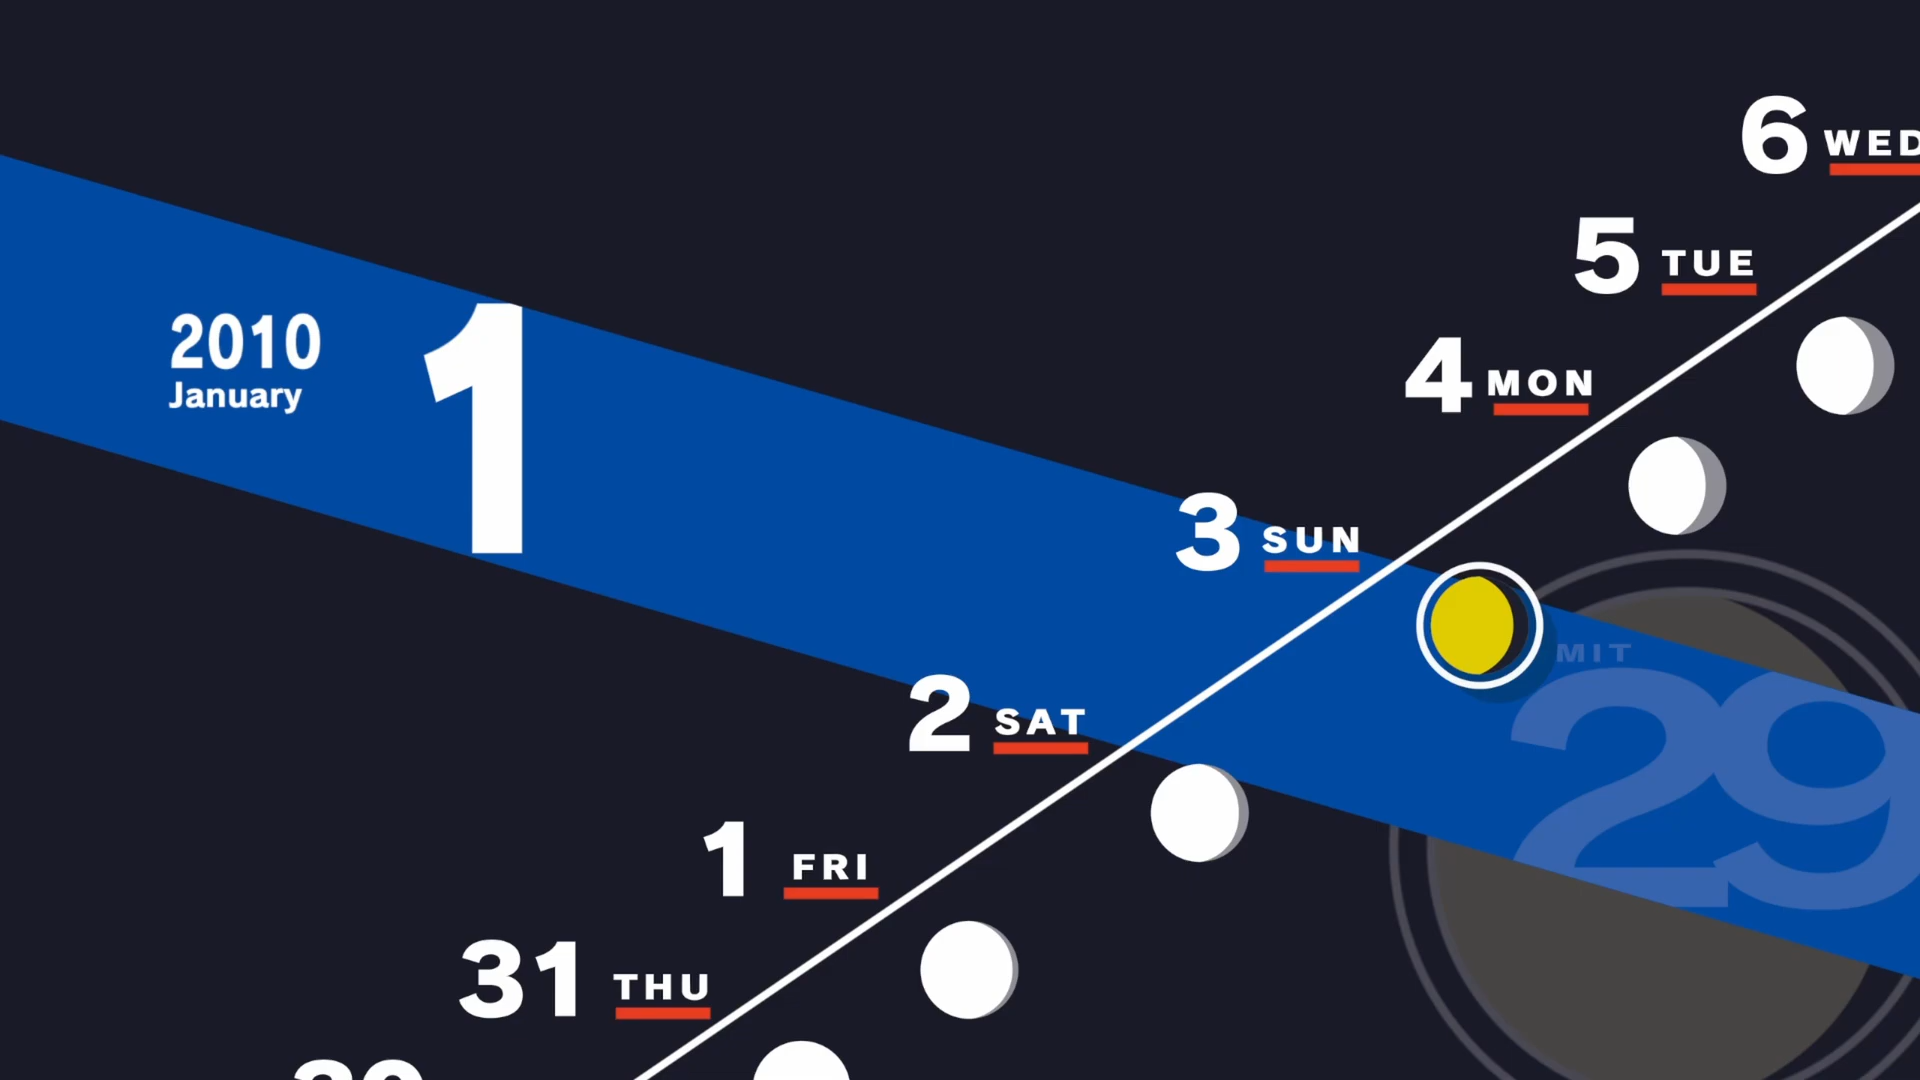 2010
January
1
6 WED
5 TUE
4 MON
3 SUN
MIT
29
2 SAT
1 FRI
31 THU